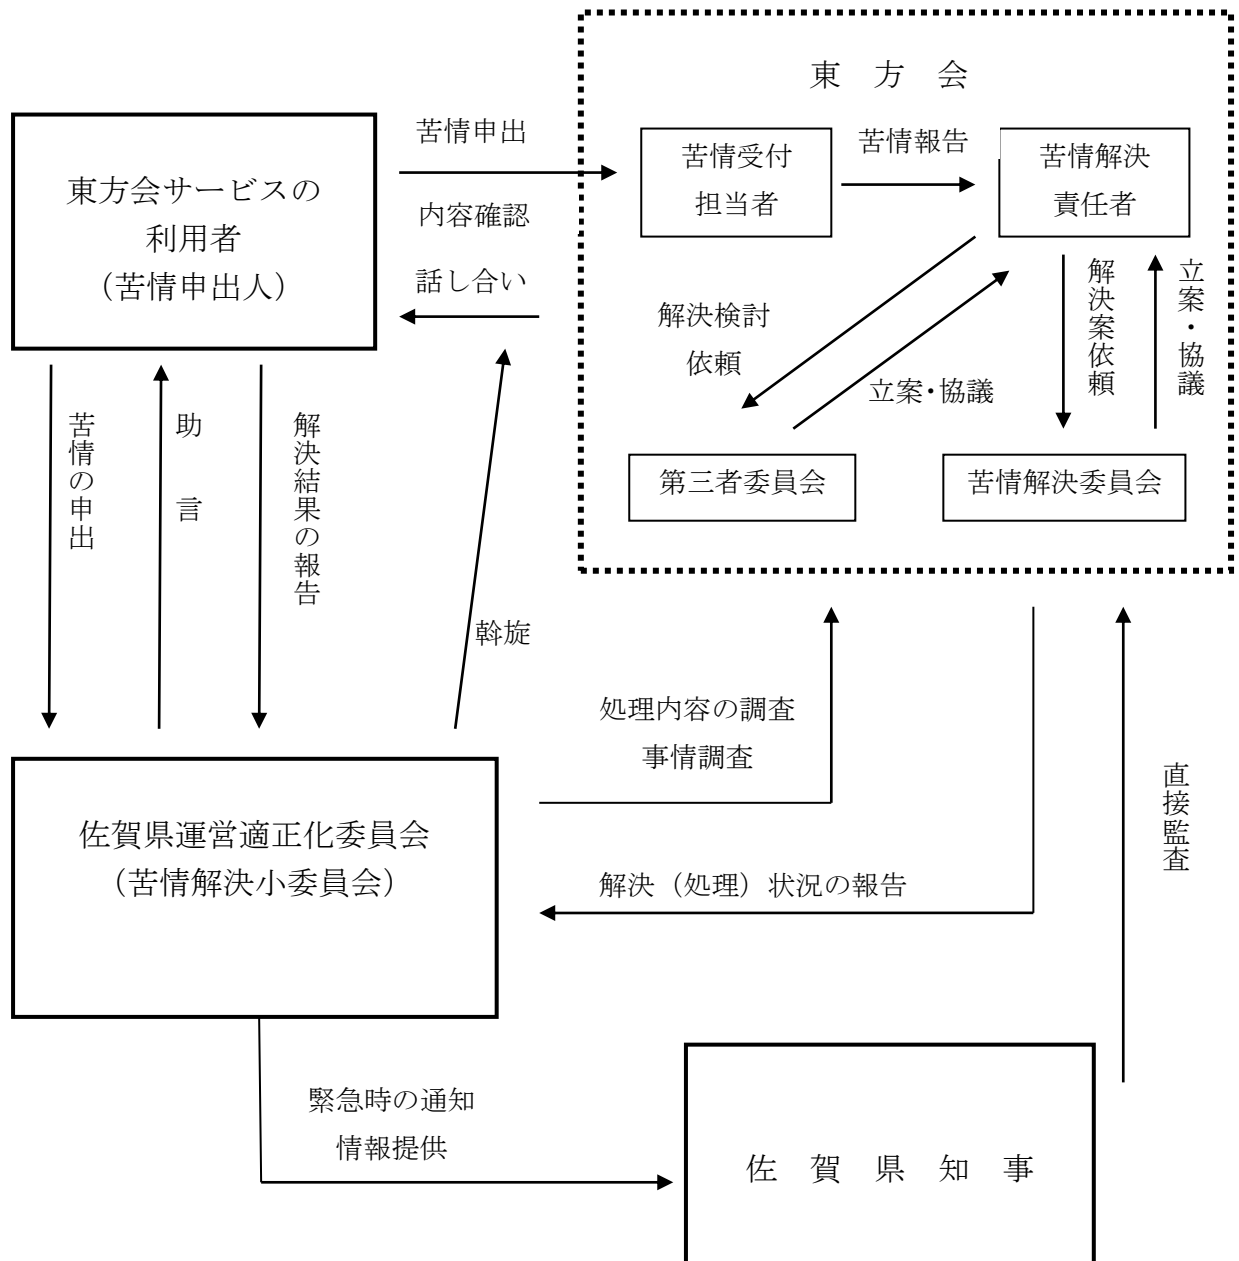 東 方 会
苦情申出
内容確認
話し合い
東方会サービスの
利用者
（苦情申出人）
苦情受付
担当者
苦情報告
苦情解決
責任者
解決検討
依頼
立案・協議
解決案依頼
立案・協議
第三者委員会
苦情解決委員会
苦情の申出
助 言
解決結果の報告
斡旋
処理内容の調査
事情調査
直接監査
佐賀県運営適正化委員会
（苦情解決小委員会）
解決（処理）状況の報告
緊急時の通知
情報提供
佐 賀 県 知 事